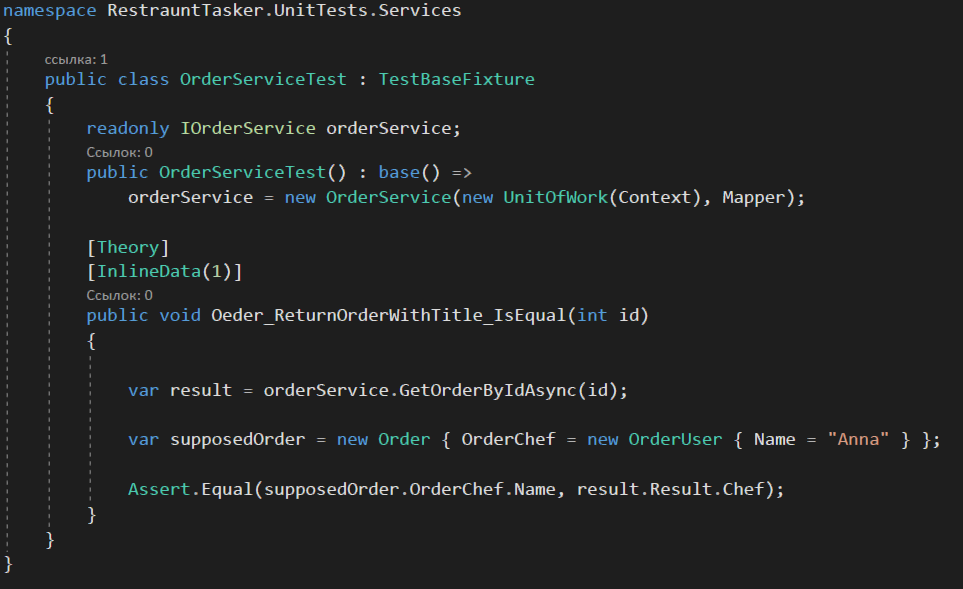 namespace RestrauntTasker.UnitTests.Services
{
ссылка: 1
public class OrderServiceTest : TestBaseFixture
{
readonly IOrderService orderService;
Ссылок: 0
public OrderServiceTest() : base() =>
orderService = new OrderService(new UnitOfWork(Context), Mapper);
[Theory]
[InlineData(1)]
Ссылок: 0
public void Oeder_ReturnOrderWithTitle_IsEqual(int id)
{
var result = orderService.GetOrderByIdAsync(id);
var supposedOrder = new Order { OrderChef = new OrderUser { Name = "Anna" } };
Assert.Equal(supposedOrder.OrderChef.Name, result.Result.Chef);
}
}
}